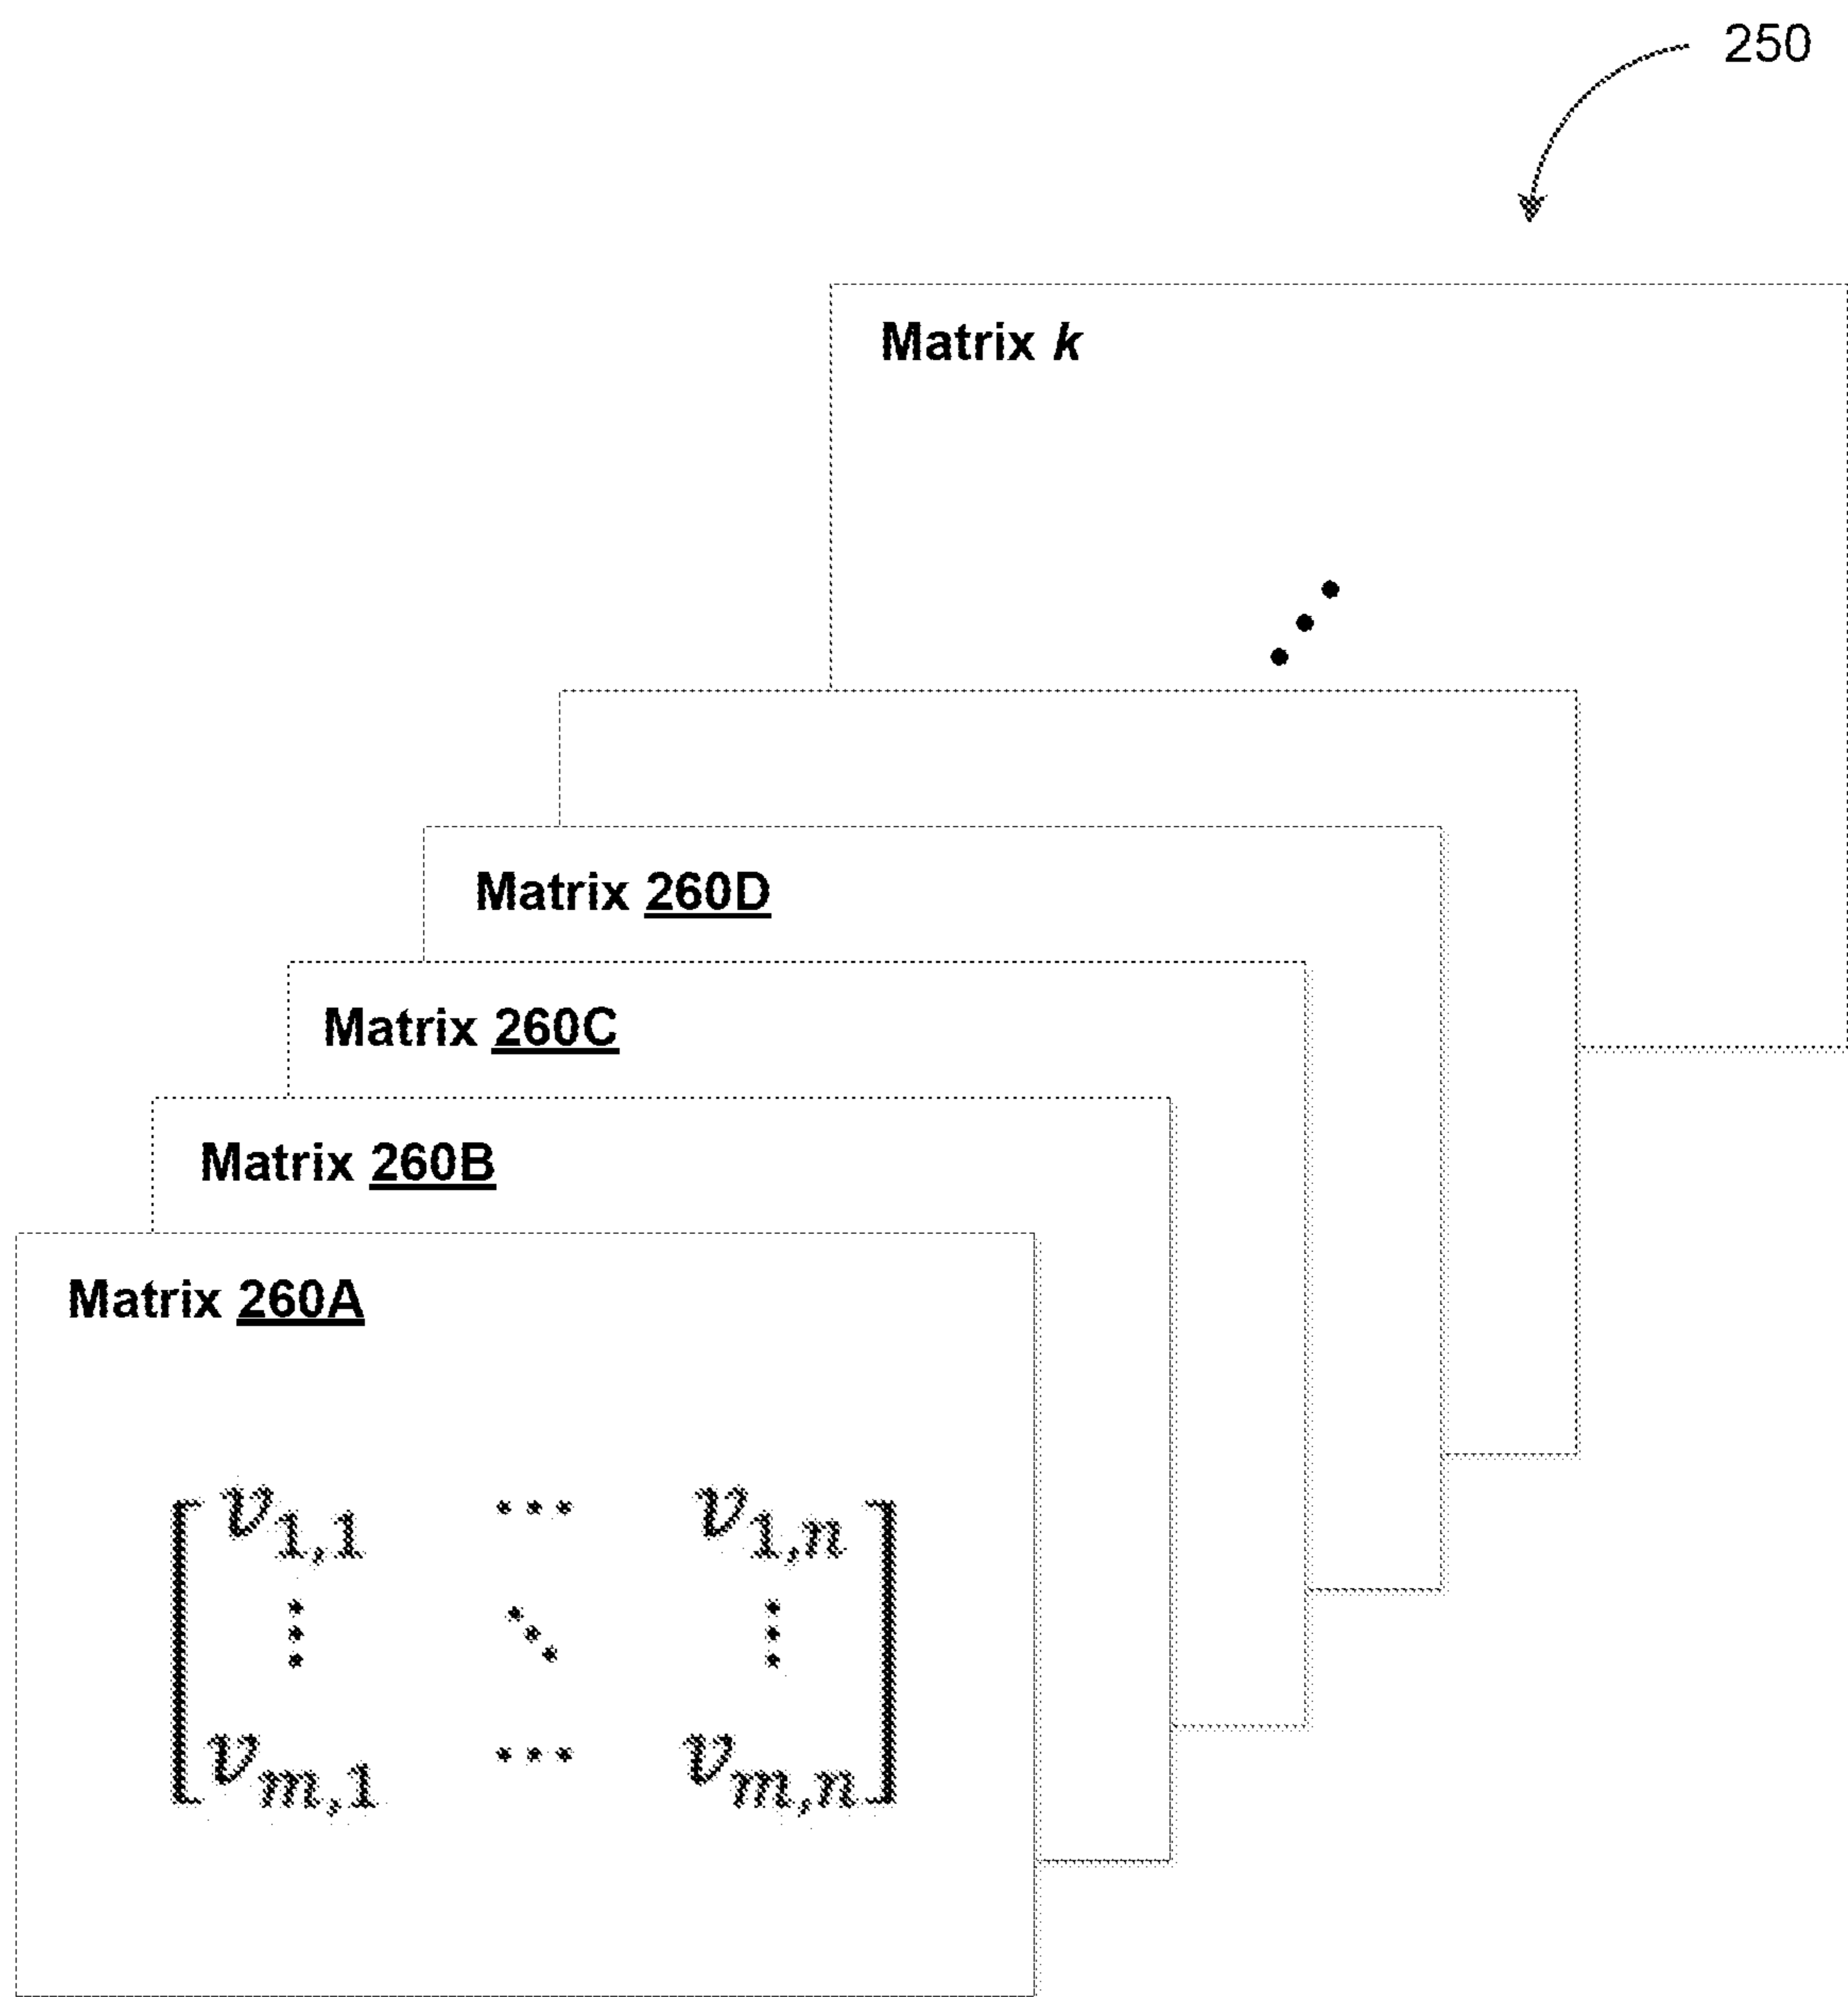 250
Matrix k
Matrix 260D
Matrix 260C
Matrix 260B
Matrix 260A
v1,1 ... v1,n
⋮ ⋱ ⋮
vm,1 ... vm,n